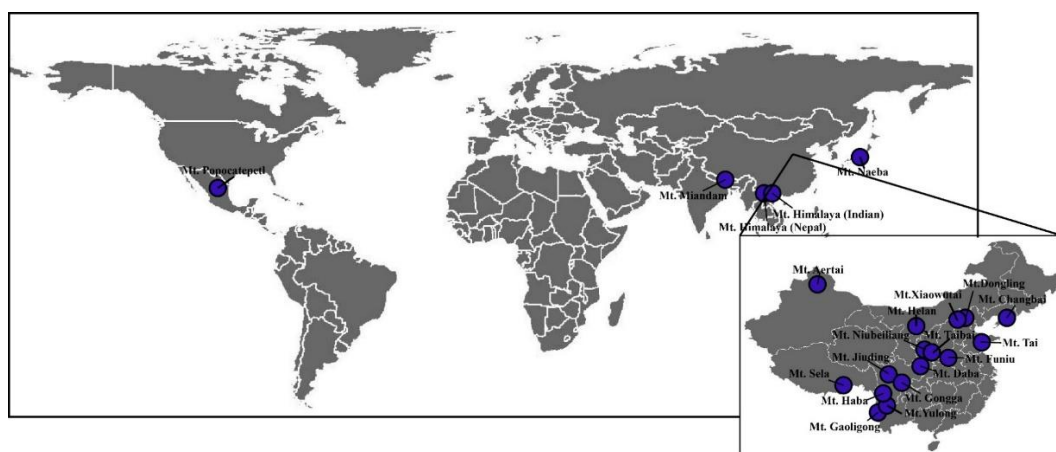 Mt. Popocatepetl
Mt. Naeba
Mt. Miandam
Mt. Himalaya (Indian)
Mt. Himalaya (Nepal)
Mt. Aertai
Mt.Dongling
Mt.Xiaowutai
Mt. Changbai
Mt. Helan
Mt. Niubeiliang
Mt. Taibai
Mt. Tai
Mt. Jiuding
Mt. Funiu
Mt. Sela
Mt. Daba
Mt. Haba
Mt. Gongga
Mt.Yulong
Mt. Gaoligong